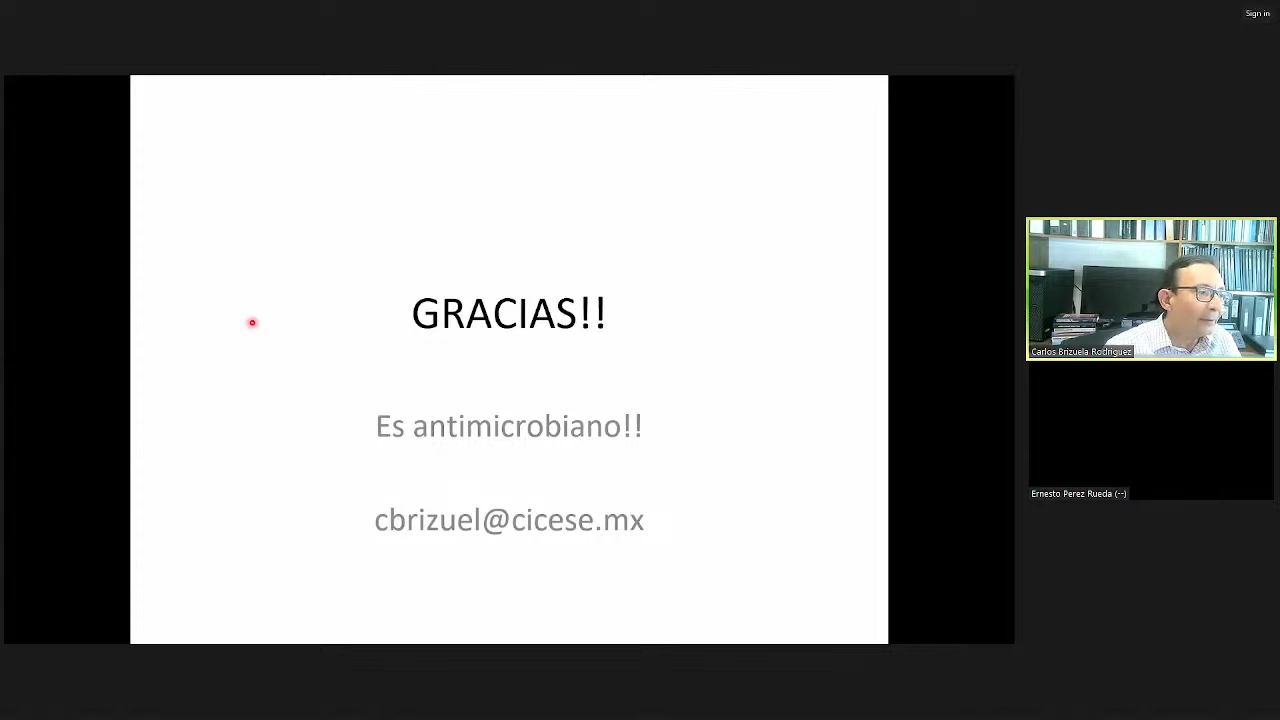 Sign in
GRACIAS!!
Es antimicrobiano!!
cbrizuel@cicese.mx
Carlos Brizuela Rodriguez
Ernesto Perez Rueda (--)